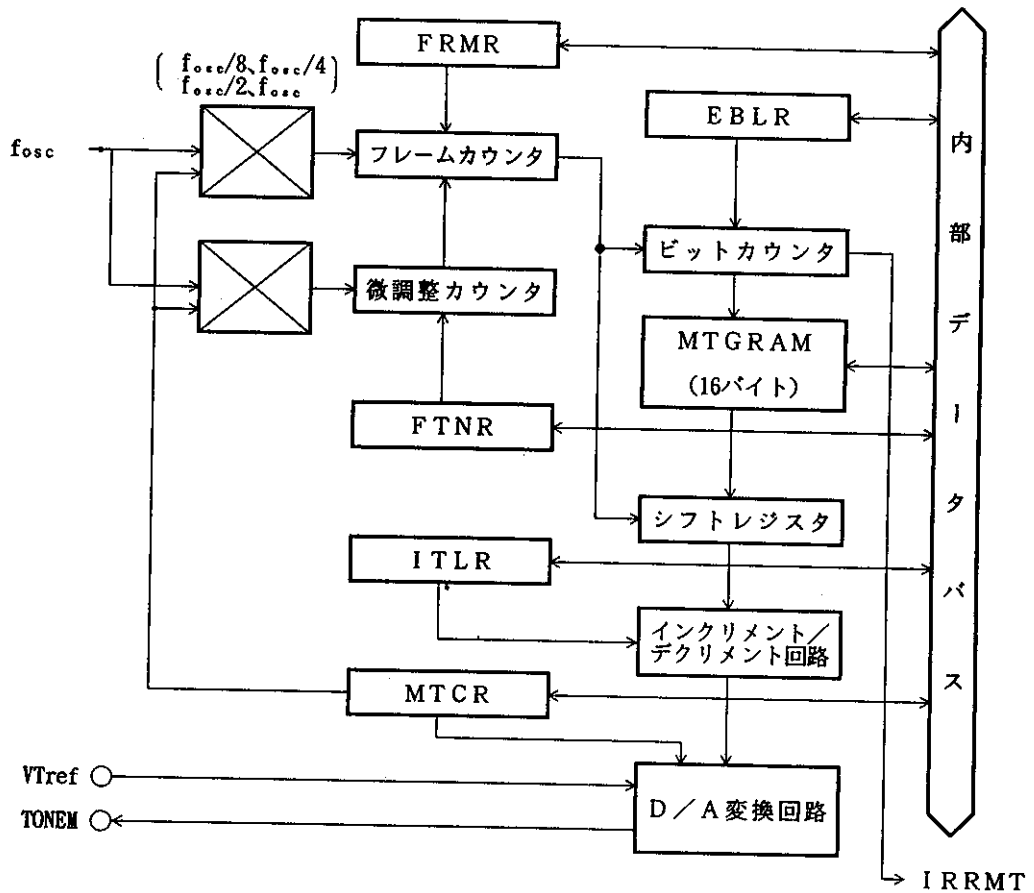 FRMR
(fosc/8、fosc/4
fosc/2、fosc)
EBLR
fosc
フレームカウンタ
ビットカウンタ
微調整カウンタ
MTGRAM
(16バイト)
FTNR
シフトレジスタ
ITLR
インクリメント/
デクリメント回路
MTCR
VTref
TONEM
D/A変換回路
IRRMT
内部データバス